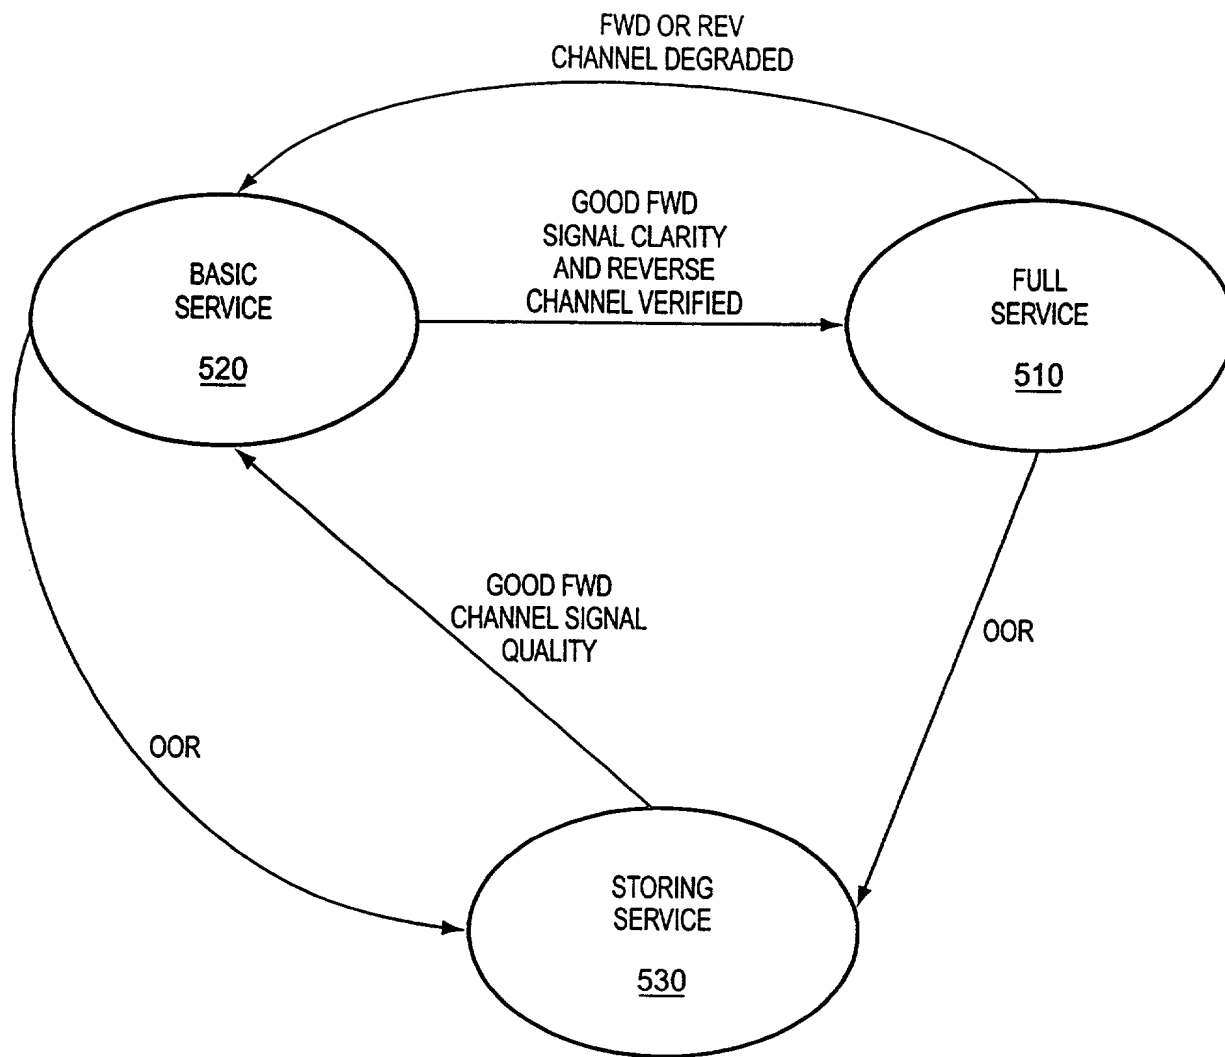 FWD OR REV
CHANNEL DEGRADED
GOOD FWD
SIGNAL CLARITY
AND REVERSE
CHANNEL VERIFIED
BASIC
SERVICE
520
FULL
SERVICE
510
GOOD FWD
CHANNEL SIGNAL
QUALITY
OOR
OOR
STORING
SERVICE
530